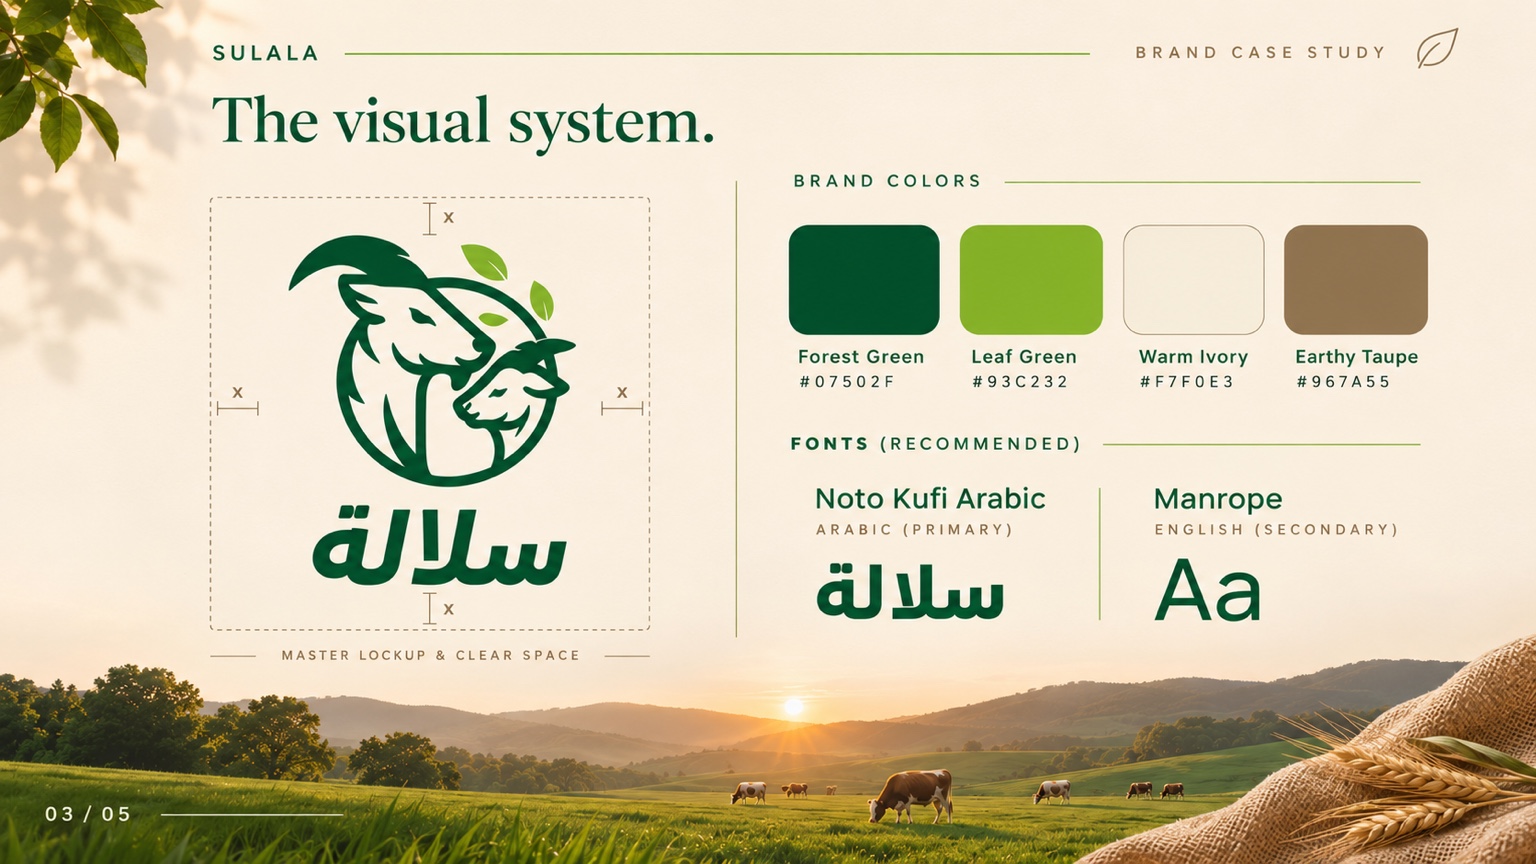 SULALA
BRAND CASE STUDY
The visual system.
X
X
X
سلالة
X
MASTER LOCKUP & CLEAR SPACE
BRAND COLORS
Forest Green
#07502F
Leaf Green
#93C232
Warm Ivory
#F7F0E3
Earthy Taupe
#967A55
FONTS (RECOMMENDED)
Noto Kufi Arabic
ARABIC (PRIMARY)
سلالة
Manrope
ENGLISH (SECONDARY)
Aa
03 / 05